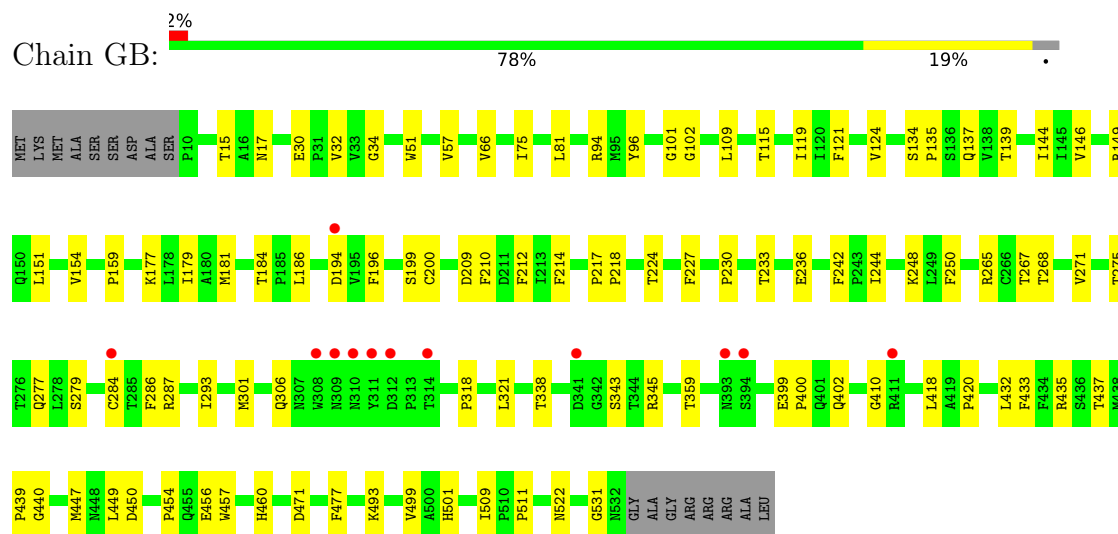 2%
Chain GB:
78% 19% •
MET LYS MET ALA SER SER ASP ALA SER P10 T15 A16 N17 E30 P31 V32 V33 G34 W51 V57 V66 I75 L81 R94 M95 Y96 G101 G102 L109 T115 I119 I120 F121 V124 S134 P135 S136 Q137 V138 T139 I144 I145 V146 R149
Q150 L151 V154 P159 K177 L178 I179 A180 M181 T184 P185 L186 D194 V195 F196 S199 C200 D209 F210 D211 F212 I213 F214 P217 P218 T224 F227 P230 T233 E236 F242 P243 I244 K248 L249 F250 R265 C266 T267 T268 V271 T275
T276 Q277 L278 S279 C284 T285 F286 R287 I293 M301 Q306 N307 W308 N309 N310 Y311 D312 P313 T314 P318 L321 T338 D341 G342 S343 T344 R345 T359 N393 S394 E399 P400 Q401 Q402 G410 R411 L418 A419 P420 L432 F433 F434 R435 S436 T437 M438
P439 G440 M447 N448 L449 D450 P454 Q455 E456 W457 H460 D471 F477 K493 V499 A500 H501 I509 P510 P511 N522 G531 N532 GLY ALA GLY ARG ARG ARG ALA LEU